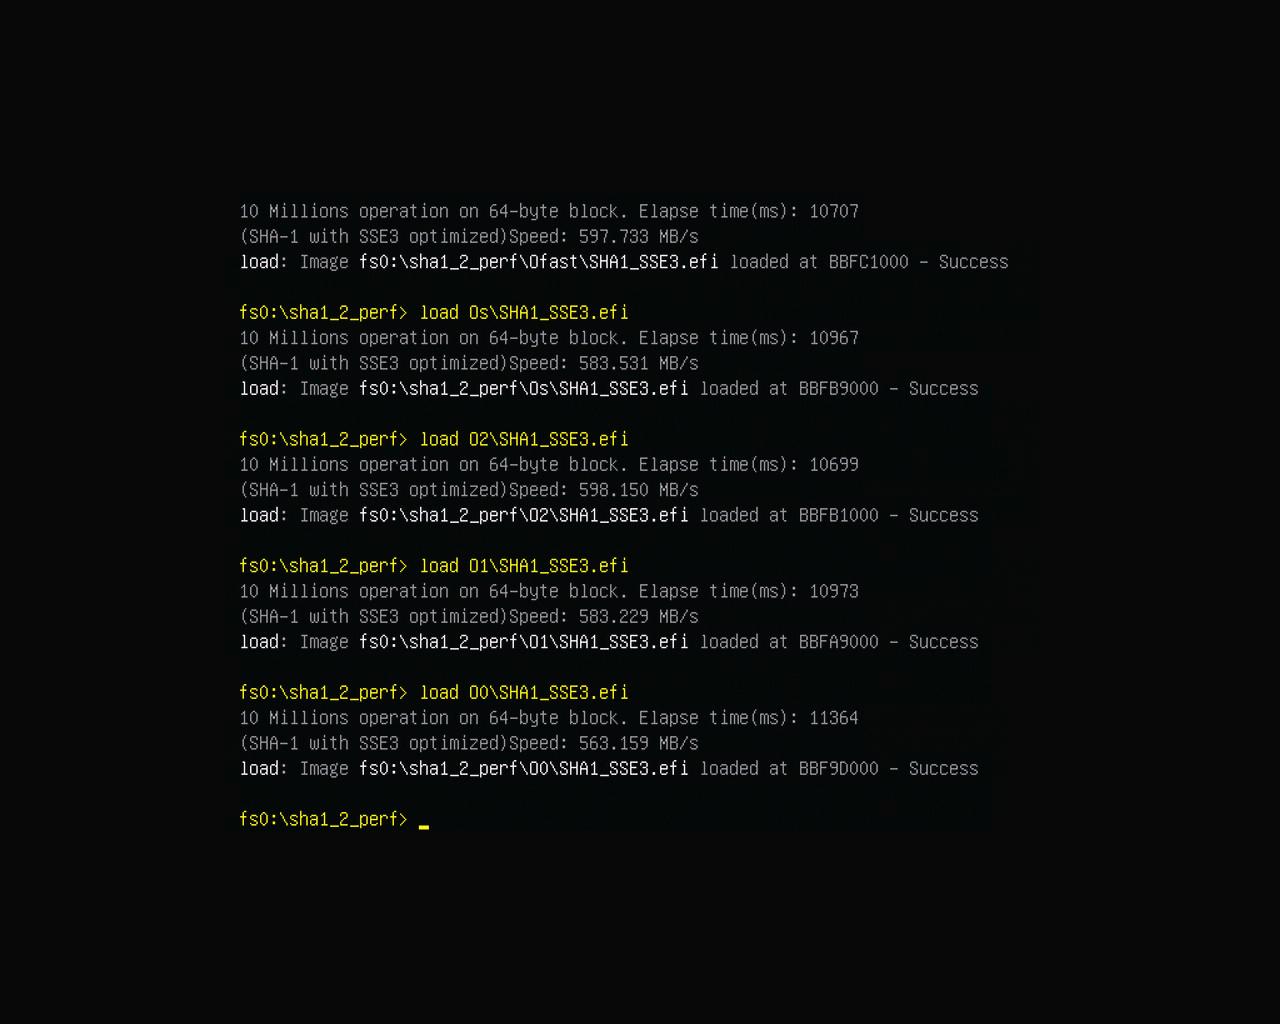 10 Millions operation on 64-byte block. Elapse time(ms): 10707
(SHA-1 with SSE3 optimized)Speed: 597.733 MB/s
load: Image fs0:\sha1_2_perf\Ofast\SHA1_SSE3.efi loaded at BBFC1000 - Success
fs0:\sha1_2_perf> load Os\SHA1_SSE3.efi
10 Millions operation on 64-byte block. Elapse time(ms): 10967
(SHA-1 with SSE3 optimized)Speed: 583.531 MB/s
load: Image fs0:\sha1_2_perf\Os\SHA1_SSE3.efi loaded at BBFB9000 - Success
fs0:\sha1_2_perf> load O2\SHA1_SSE3.efi
10 Millions operation on 64-byte block. Elapse time(ms): 10699
(SHA-1 with SSE3 optimized)Speed: 598.150 MB/s
load: Image fs0:\sha1_2_perf\O2\SHA1_SSE3.efi loaded at BBFB1000 - Success
fs0:\sha1_2_perf> load O1\SHA1_SSE3.efi
10 Millions operation on 64-byte block. Elapse time(ms): 10973
(SHA-1 with SSE3 optimized)Speed: 583.229 MB/s
load: Image fs0:\sha1_2_perf\O1\SHA1_SSE3.efi loaded at BBFA9000 - Success
fs0:\sha1_2_perf> load O0\SHA1_SSE3.efi
10 Millions operation on 64-byte block. Elapse time(ms): 11364
(SHA-1 with SSE3 optimized)Speed: 563.159 MB/s
load: Image fs0:\sha1_2_perf\O0\SHA1_SSE3.efi loaded at BBF9D000 - Success
fs0:\sha1_2_perf> _